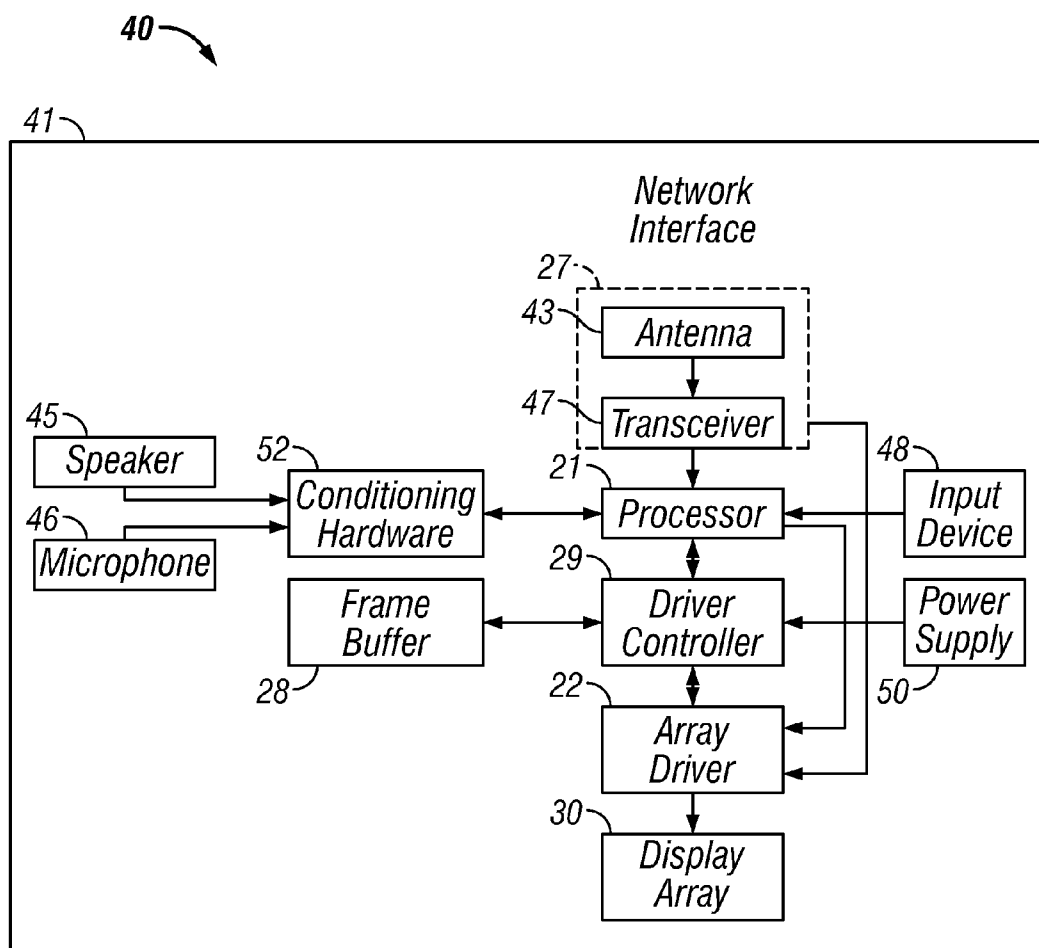 40
41
Network
Interface
27
43
Antenna
47
Transceiver
45
Speaker
52
Conditioning
Hardware
21
Processor
48
Input
Device
46
Microphone
29
Driver
Controller
Frame
Buffer
28
Power
Supply
50
22
Array
Driver
30
Display
Array